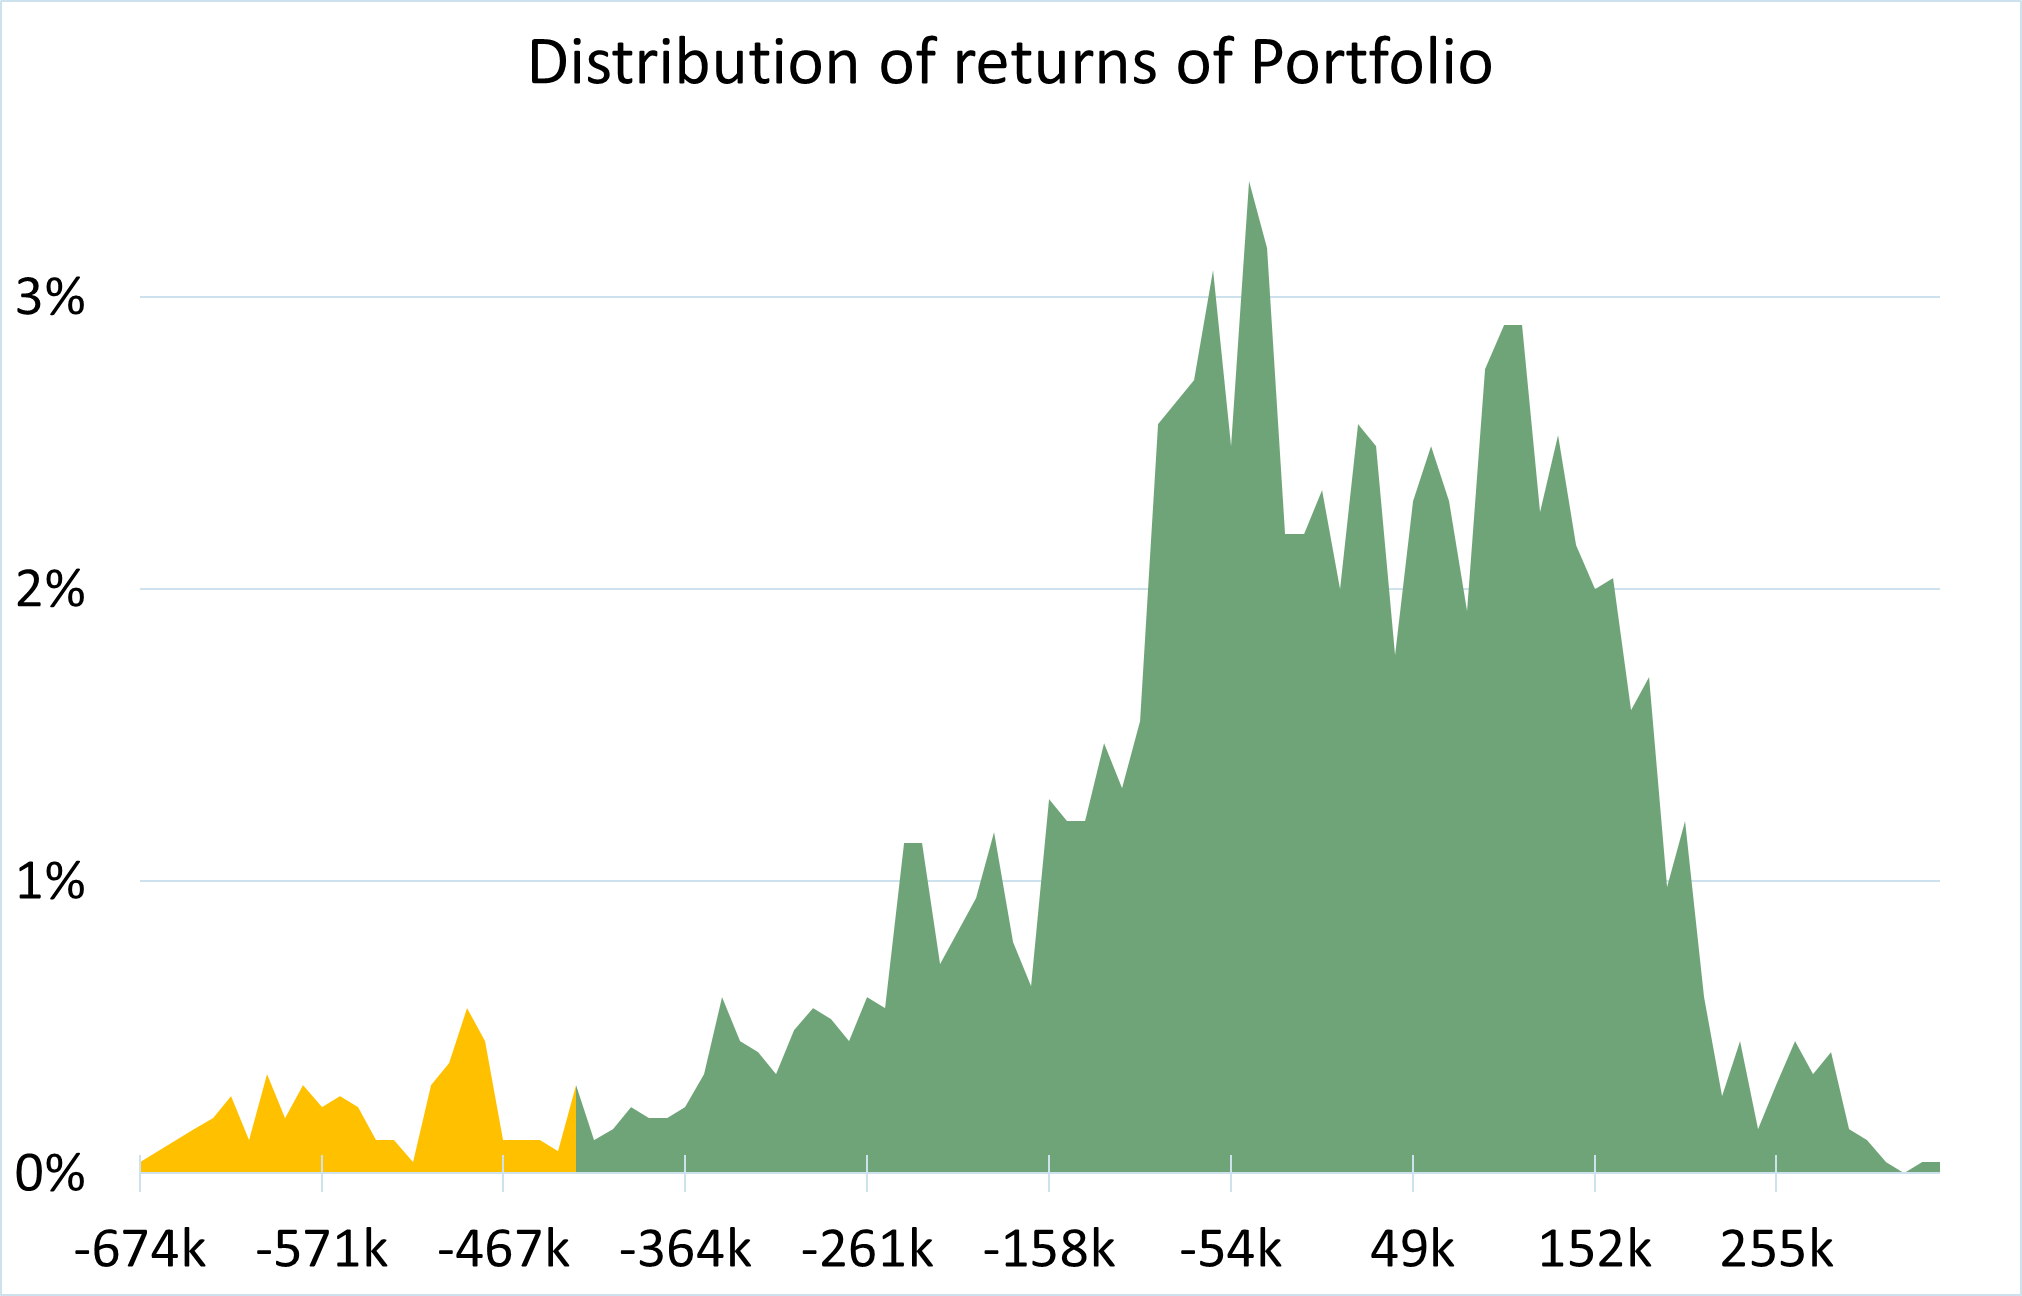 Distribution of returns of Portfolio
3%
2%
1%
0%
-674k -571k -467k -364k -261k -158k -54k 49k 152k 255k